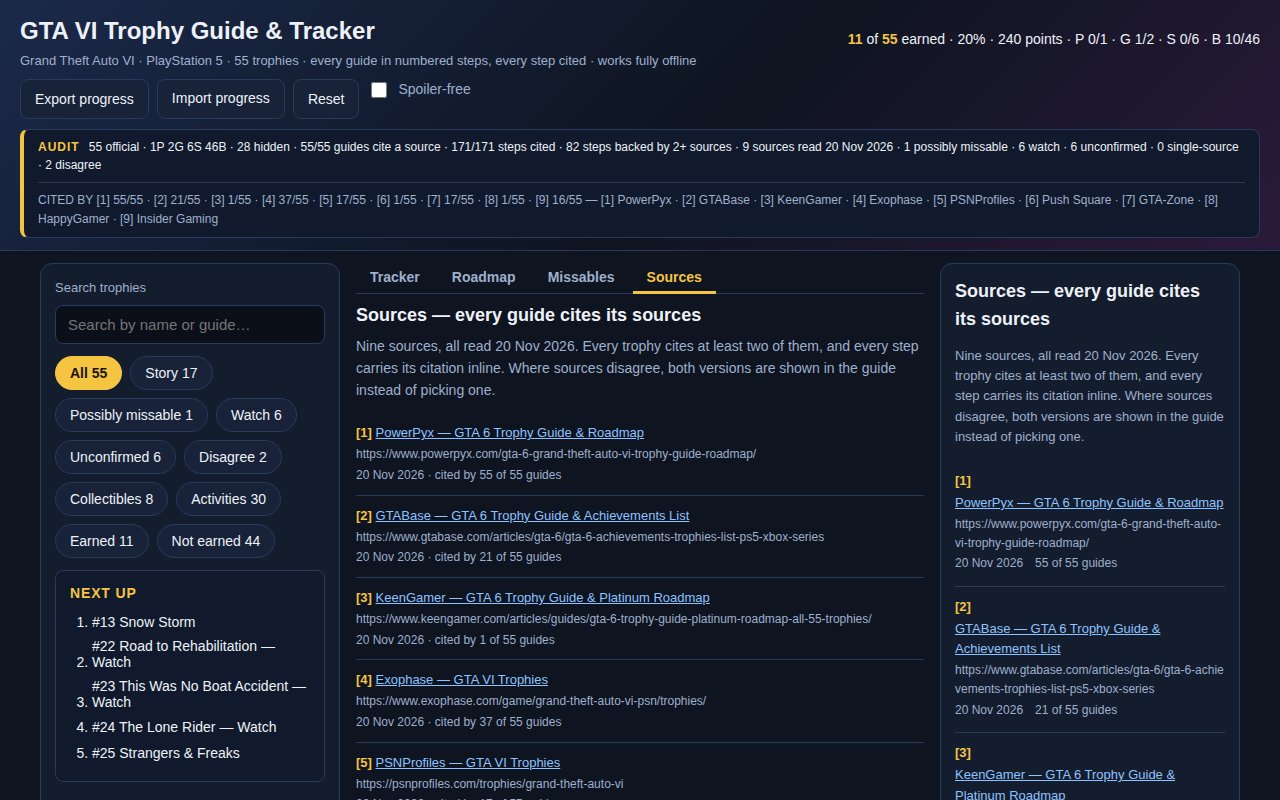 GTA VI Trophy Guide & Tracker
11 of 55 earned · 20% · 240 points · P 0/1 · G 1/2 · S 0/6 · B 10/46
Grand Theft Auto VI · PlayStation 5 · 55 trophies · every guide in numbered steps, every step cited · works fully offline
Export progress
Import progress
Reset
Spoiler-free
AUDIT 55 official · 1P 2G 6S 46B · 28 hidden · 55/55 guides cite a source · 171/171 steps cited · 82 steps backed by 2+ sources · 9 sources read 20 Nov 2026 · 1 possibly missable · 6 watch · 6 unconfirmed · 0 single-source
· 2 disagree
CITED BY [1] 55/55 · [2] 21/55 · [3] 1/55 · [4] 37/55 · [5] 17/55 · [6] 1/55 · [7] 17/55 · [8] 1/55 · [9] 16/55 — [1] PowerPyx · [2] GTABase · [3] KeenGamer · [4] Exophase · [5] PSNProfiles · [6] Push Square · [7] GTA-Zone · [8]
HappyGamer · [9] Insider Gaming
Search trophies
Search by name or guide…
All 55
Story 17
Possibly missable 1
Watch 6
Unconfirmed 6
Disagree 2
Collectibles 8
Activities 30
Earned 11
Not earned 44
NEXT UP
1. #13 Snow Storm
#22 Road to Rehabilitation —
2. Watch
#23 This Was No Boat Accident —
3. Watch
4. #24 The Lone Rider — Watch
5. #25 Strangers & Freaks
Tracker
Roadmap
Missables
Sources
Sources — every guide cites its sources
Nine sources, all read 20 Nov 2026. Every trophy cites at least two of them, and every step
carries its citation inline. Where sources disagree, both versions are shown in the guide
instead of picking one.
[1] PowerPyx — GTA 6 Trophy Guide & Roadmap
https://www.powerpyx.com/gta-6-grand-theft-auto-vi-trophy-guide-roadmap/
20 Nov 2026 · cited by 55 of 55 guides
[2] GTABase — GTA 6 Trophy Guide & Achievements List
https://www.gtabase.com/articles/gta-6/gta-6-achievements-trophies-list-ps5-xbox-series
20 Nov 2026 · cited by 21 of 55 guides
[3] KeenGamer — GTA 6 Trophy Guide & Platinum Roadmap
https://www.keengamer.com/articles/guides/gta-6-trophy-guide-platinum-roadmap-all-55-trophies/
20 Nov 2026 · cited by 1 of 55 guides
[4] Exophase — GTA VI Trophies
https://www.exophase.com/game/grand-theft-auto-vi-psn/trophies/
20 Nov 2026 · cited by 37 of 55 guides
[5] PSNProfiles — GTA VI Trophies
https://psnprofiles.com/trophies/grand-theft-auto-vi
Sources — every guide cites
its sources
Nine sources, all read 20 Nov 2026. Every
trophy cites at least two of them, and every
step carries its citation inline. Where sources
disagree, both versions are shown in the guide
instead of picking one.
[1]
PowerPyx — GTA 6 Trophy Guide & Roadmap
https://www.powerpyx.com/gta-6-grand-theft-auto-
vi-trophy-guide-roadmap/
20 Nov 2026 55 of 55 guides
[2]
GTABase — GTA 6 Trophy Guide &
Achievements List
https://www.gtabase.com/articles/gta-6/gta-6-achie
vements-trophies-list-ps5-xbox-series
20 Nov 2026 21 of 55 guides
[3]
KeenGamer — GTA 6 Trophy Guide &
Platinum Roadmap